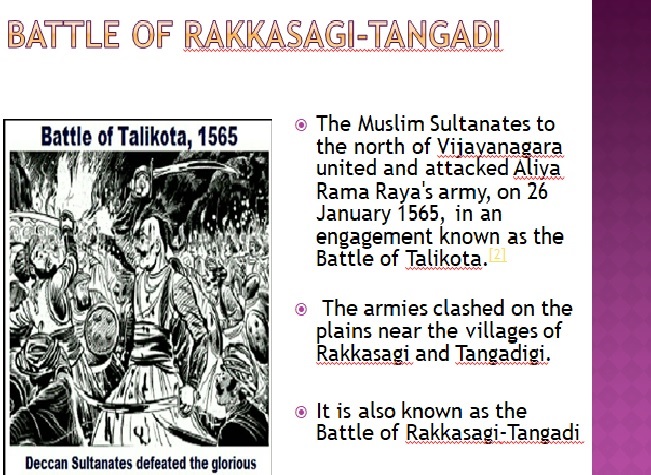 BATTLE OF RAKKASAGI-TANGADI
Battle of Talikota, 1565
Deccan Sultanates defeated the glorious
The Muslim Sultanates to
the north of Vijayanagara
united and attacked Aliya
Rama Raya's army, on 26
January 1565, in an
engagement known as the
Battle of Talikota.[2]
The armies clashed on the
plains near the villages of
Rakkasagi and Tangadigi.
It is also known as the
Battle of Rakkasagi-Tangadi